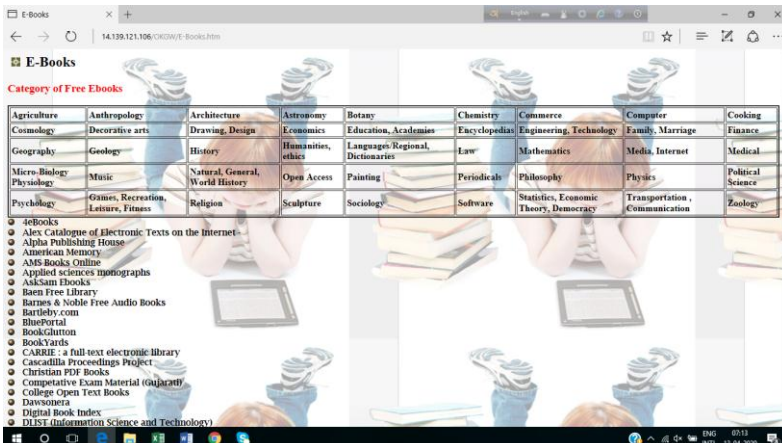 E-Books
English
14.139.121.106/OKGW/E-Books.htm
E-Books
Category of Free Ebooks
Agriculture Anthropology Architecture Astronomy Botany Chemistry Commerce Computer Cooking
Cosmology Decorative arts Drawing, Design Economics Education, Academies Encyclopedias Engineering, Technology Family, Marriage Finance
Geography Geology History Humanities, ethics Languages/Regional, Dictionaries Law Mathematics Media, Internet Medical
Micro-Biology Physiology Music Natural, General, World History Open Access Painting Periodicals Philosophy Physics Political Science
Psychology Games, Recreation, Leisure, Fitness Religion Sculpture Sociology Software Statistics, Economic Theory, Democracy Transportation , Communication Zoology
4eBooks
Alex Catalogue of Electronic Texts on the Internet-
Alpha Publishing House
American Memory
AMS Books Online
Applied sciences monographs
AskSam Ebooks
Baen Free Library
Barnes & Noble Free Audio Books
Bartleby.com
BluePortal
BookGlutton
BookYards
CARRIE : a full-text electronic library
Cascadilla Proceedings Project
Christian PDF Books
Competative Exam Material (Gujarati)
College Open Text Books
Dawsonera
Digital Book Index
DLIST (Information Science and Technology)
ENG 07:13
INTL 12-04-2020